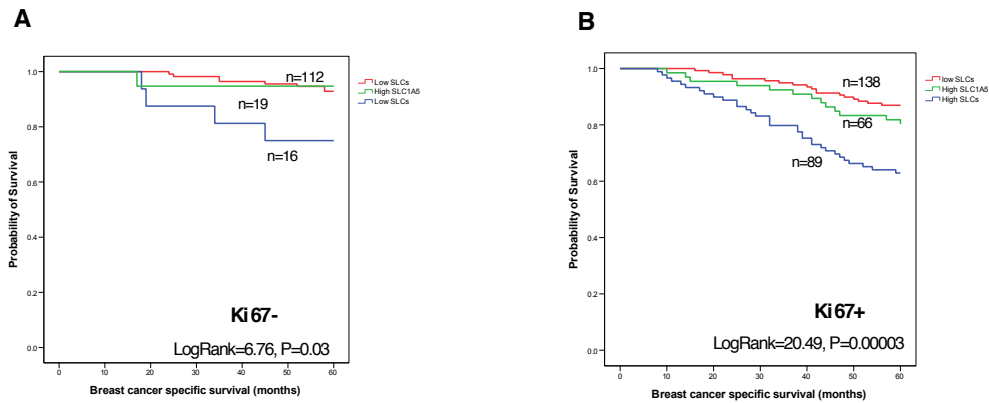 A
Probability of Survival
1.0
0.8
0.6
0.4
0.2
0.0
0
10
20
30
40
50
60
Breast cancer specific survival (months)
n=112
n=19
n=16
Ki67-
LogRank=6.76, P=0.03
Low SLCs
High SLC1A5
Low SLCs
B
Probability of Survival
1.0
0.8
0.6
0.4
0.2
0.0
0
10
20
30
40
50
60
Breast cancer specific survival (months)
n=138
n=66
n=89
Ki67+
LogRank=20.49, P=0.00003
low SLCs
High SLC1A5
High SLCs